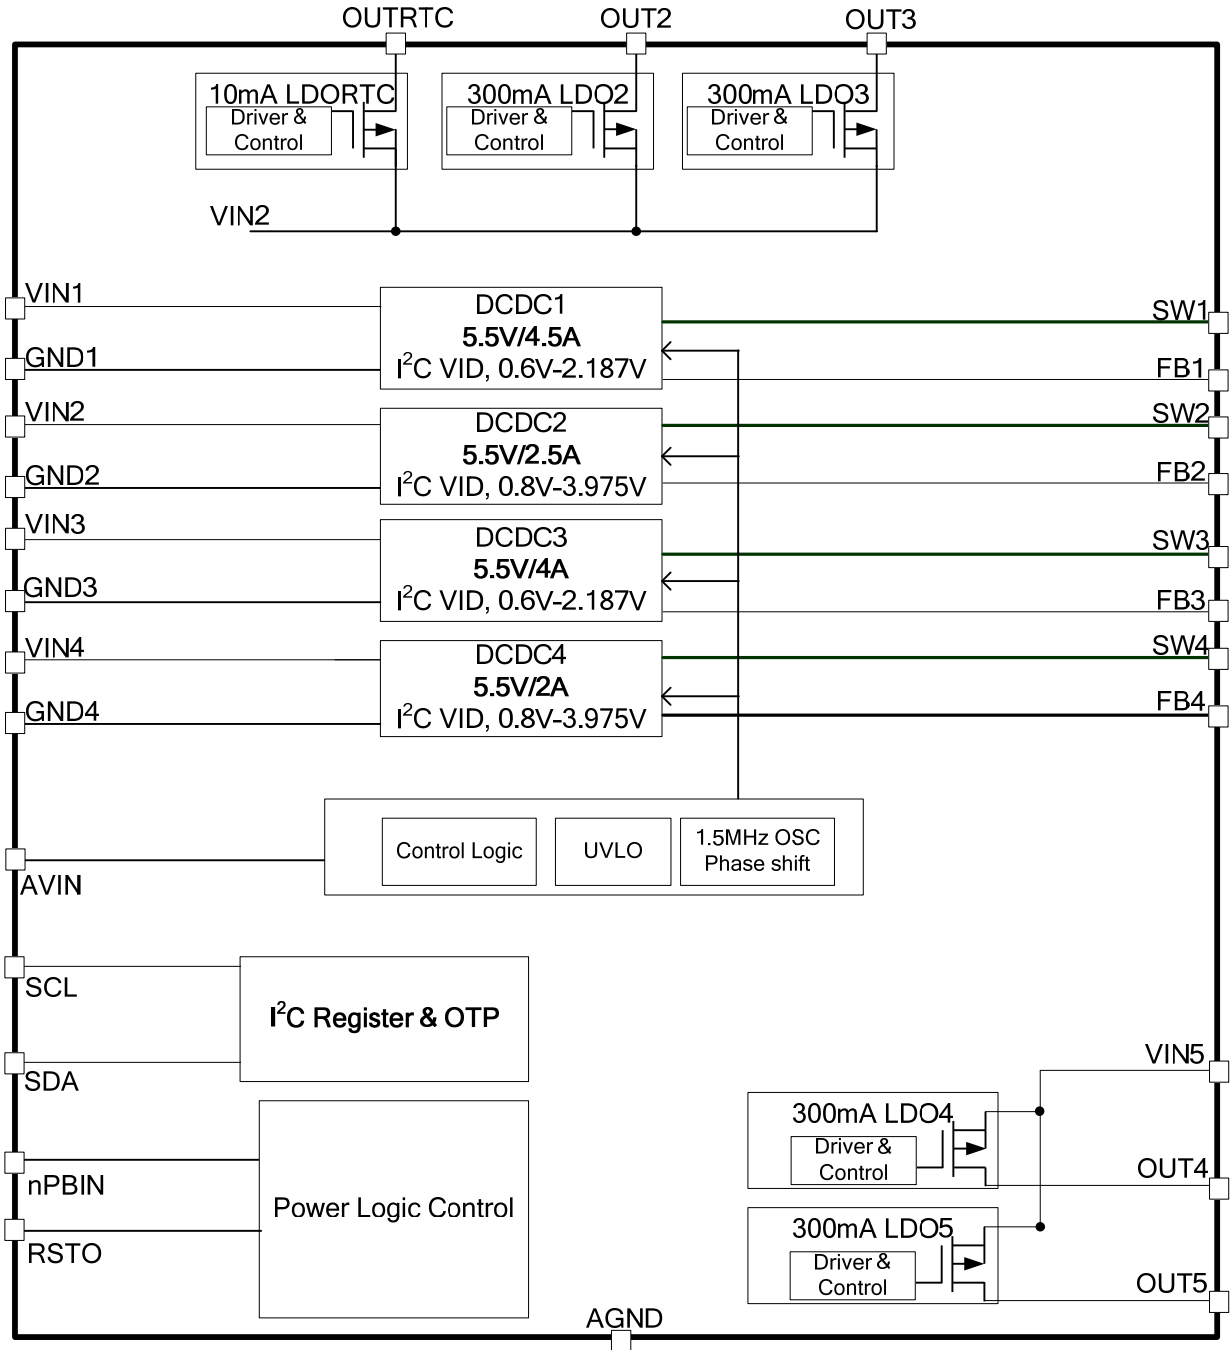 OUTRTC
OUT2
OUT3
10mA LDORTC
Driver &
Control
300mA LDO2
Driver &
Control
300mA LDO3
Driver &
Control
VIN2
VIN1
GND1
DCDC1
5.5V/4.5A
I²C VID, 0.6V-2.187V
SW1
FB1
VIN2
GND2
DCDC2
5.5V/2.5A
I²C VID, 0.8V-3.975V
SW2
FB2
VIN3
GND3
DCDC3
5.5V/4A
I²C VID, 0.6V-2.187V
SW3
FB3
VIN4
GND4
DCDC4
5.5V/2A
I²C VID, 0.8V-3.975V
SW4
FB4
Control Logic
UVLO
1.5MHz OSC
Phase shift
AVIN
SCL
SDA
I²C Register & OTP
nPBIN
RSTO
Power Logic Control
VIN5
300mA LDO4
Driver &
Control
OUT4
300mA LDO5
Driver &
Control
OUT5
AGND